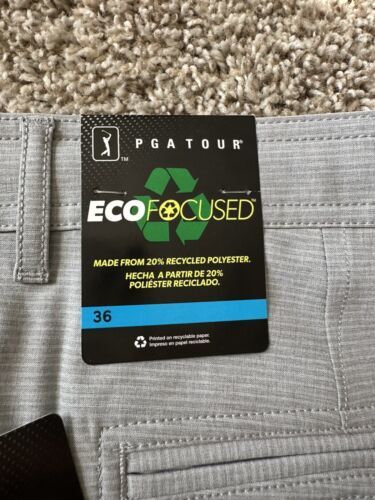 PGA TOUR®
TM
ECOFOCUSED™
MADE FROM 20% RECYCLED POLYESTER.
HECHA A PARTIR DE 20%
POLIÉSTER RECICLADO.
36
Printed on recyclable paper.
Impreso en papel reciclable.